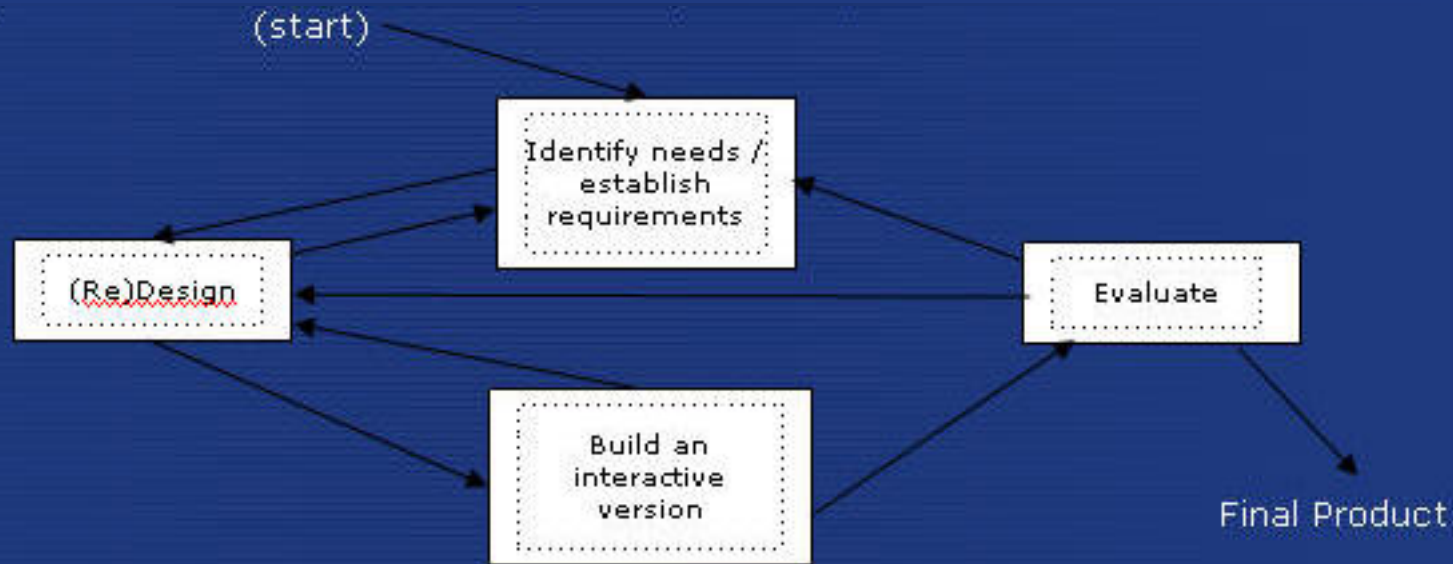 (start)
Identify needs /
establish
requirements
(Re)Design
Evaluate
Build an
interactive
version
Final Product